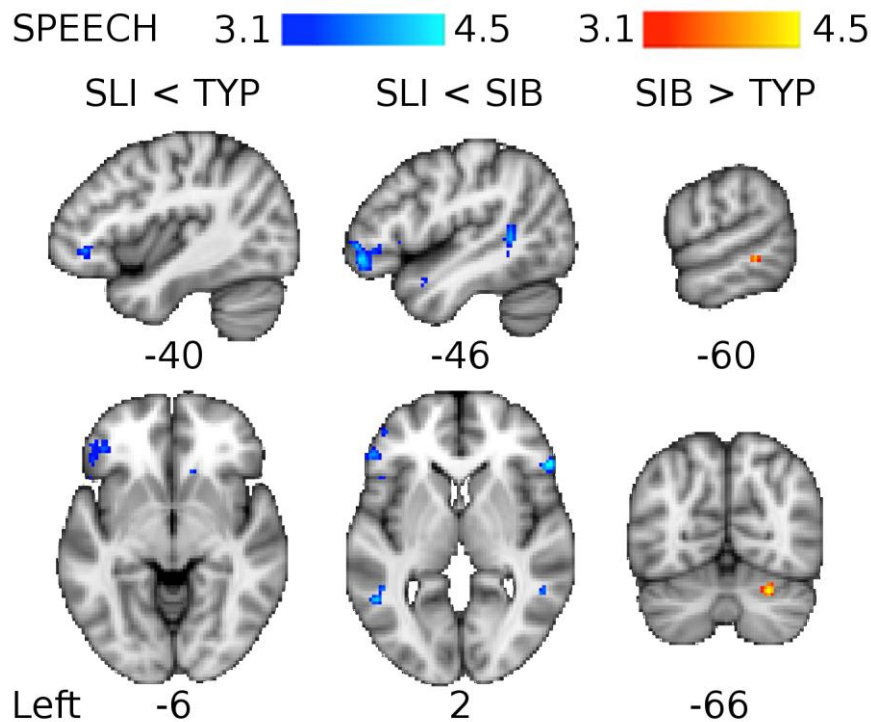 SPEECH 3.1 4.5 3.1 4.5
SLI < TYP SLI < SIB SIB > TYP
-40 -46 -60
Left -6 2 -66